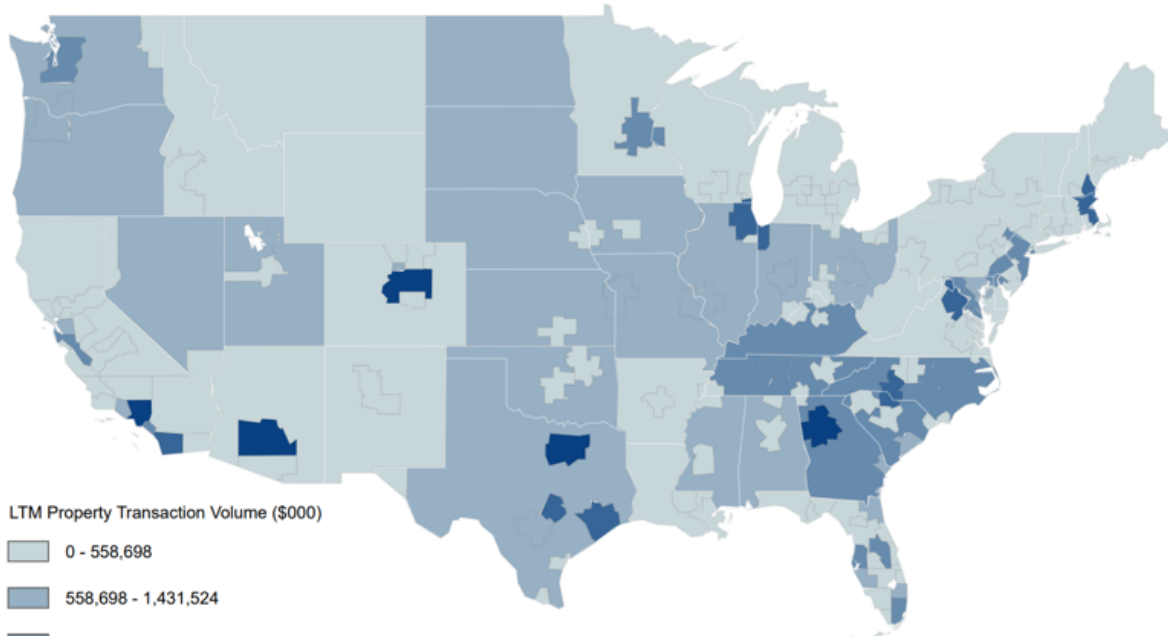 LTM Property Transaction Volume ($000)
0 - 558,698
558,698 - 1,431,524